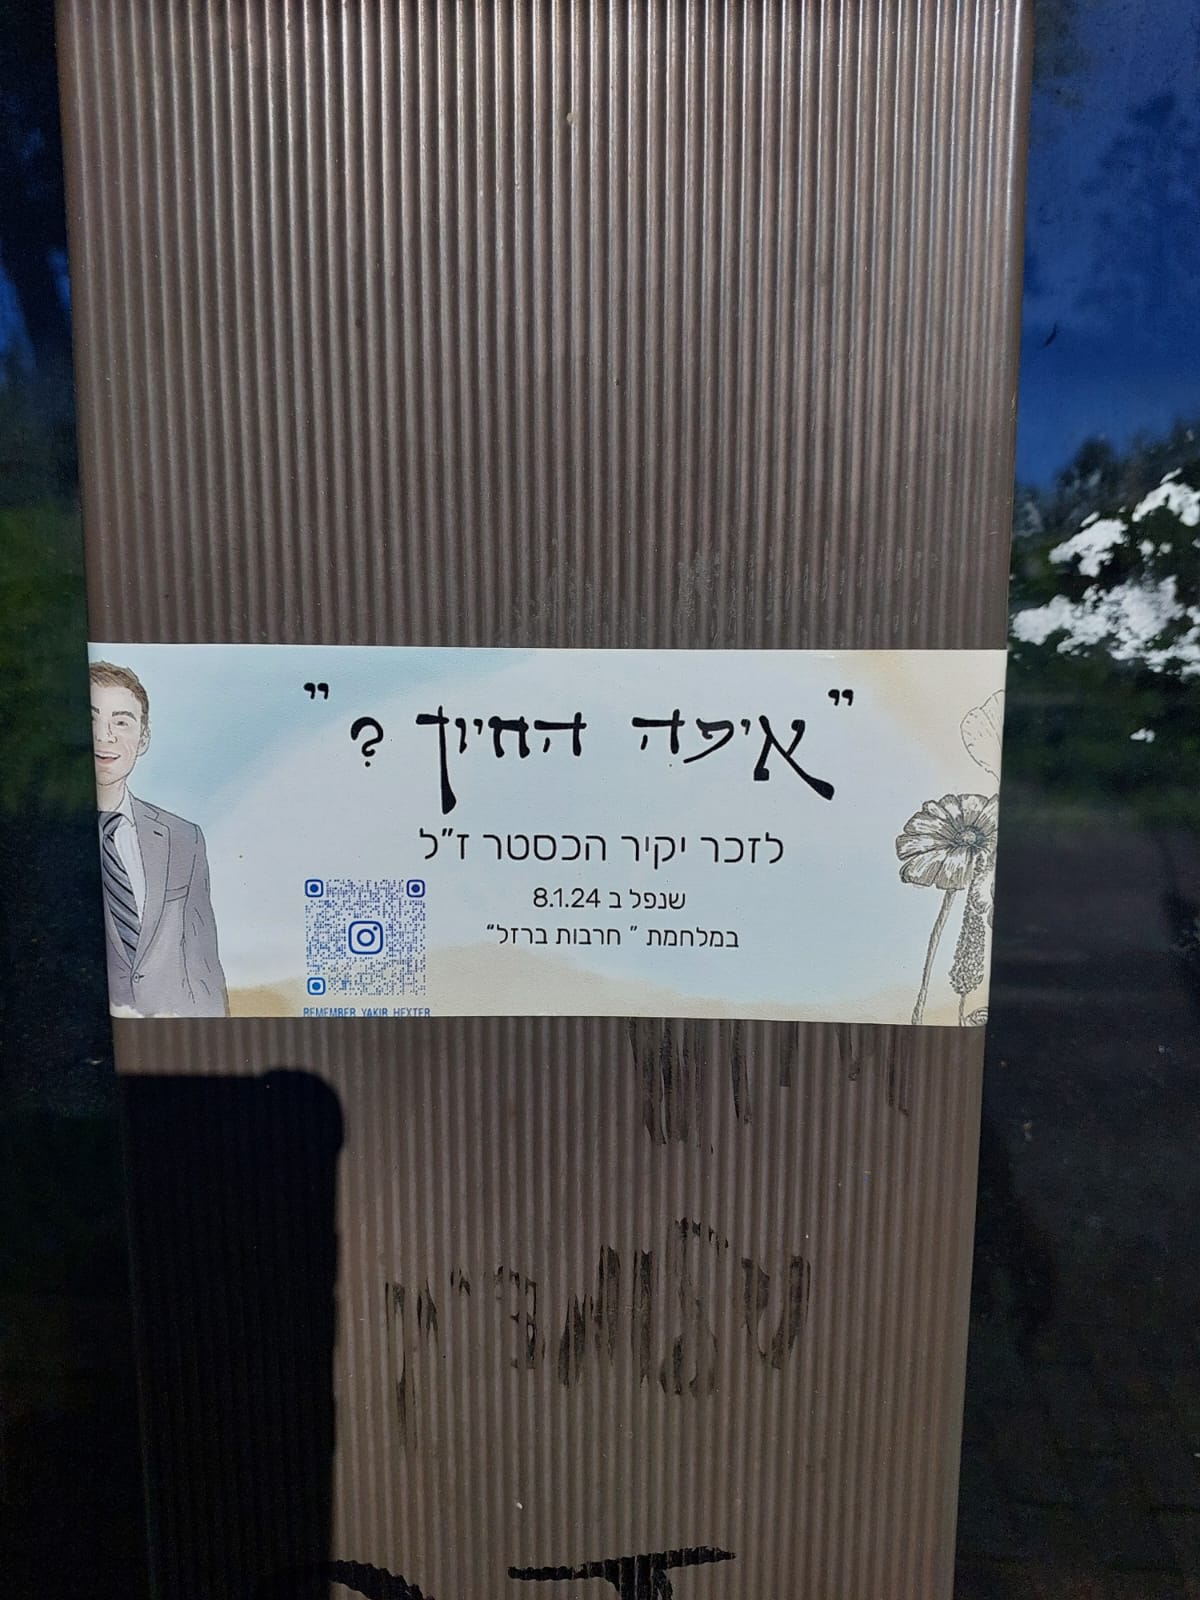 "איפה החיוך ?"
לזכר יקיר הכסטר ז"ל
שנפל ב 8.1.24
במלחמת " חרבות ברזל"
REMEMBER_YAKIR_HEXTER